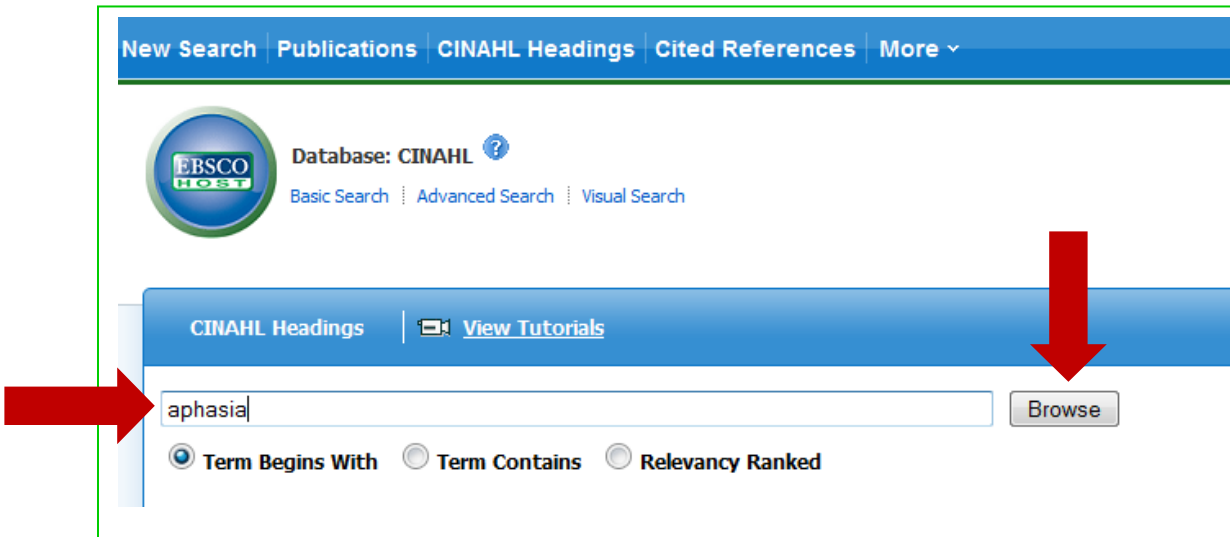 New Search Publications CINAHL Headings Cited References More
EBSCO
HOST
Database: CINAHL ?
Basic Search Advanced Search Visual Search
CINAHL Headings View Tutorials
aphasia Browse
Term Begins With Term Contains Relevancy Ranked